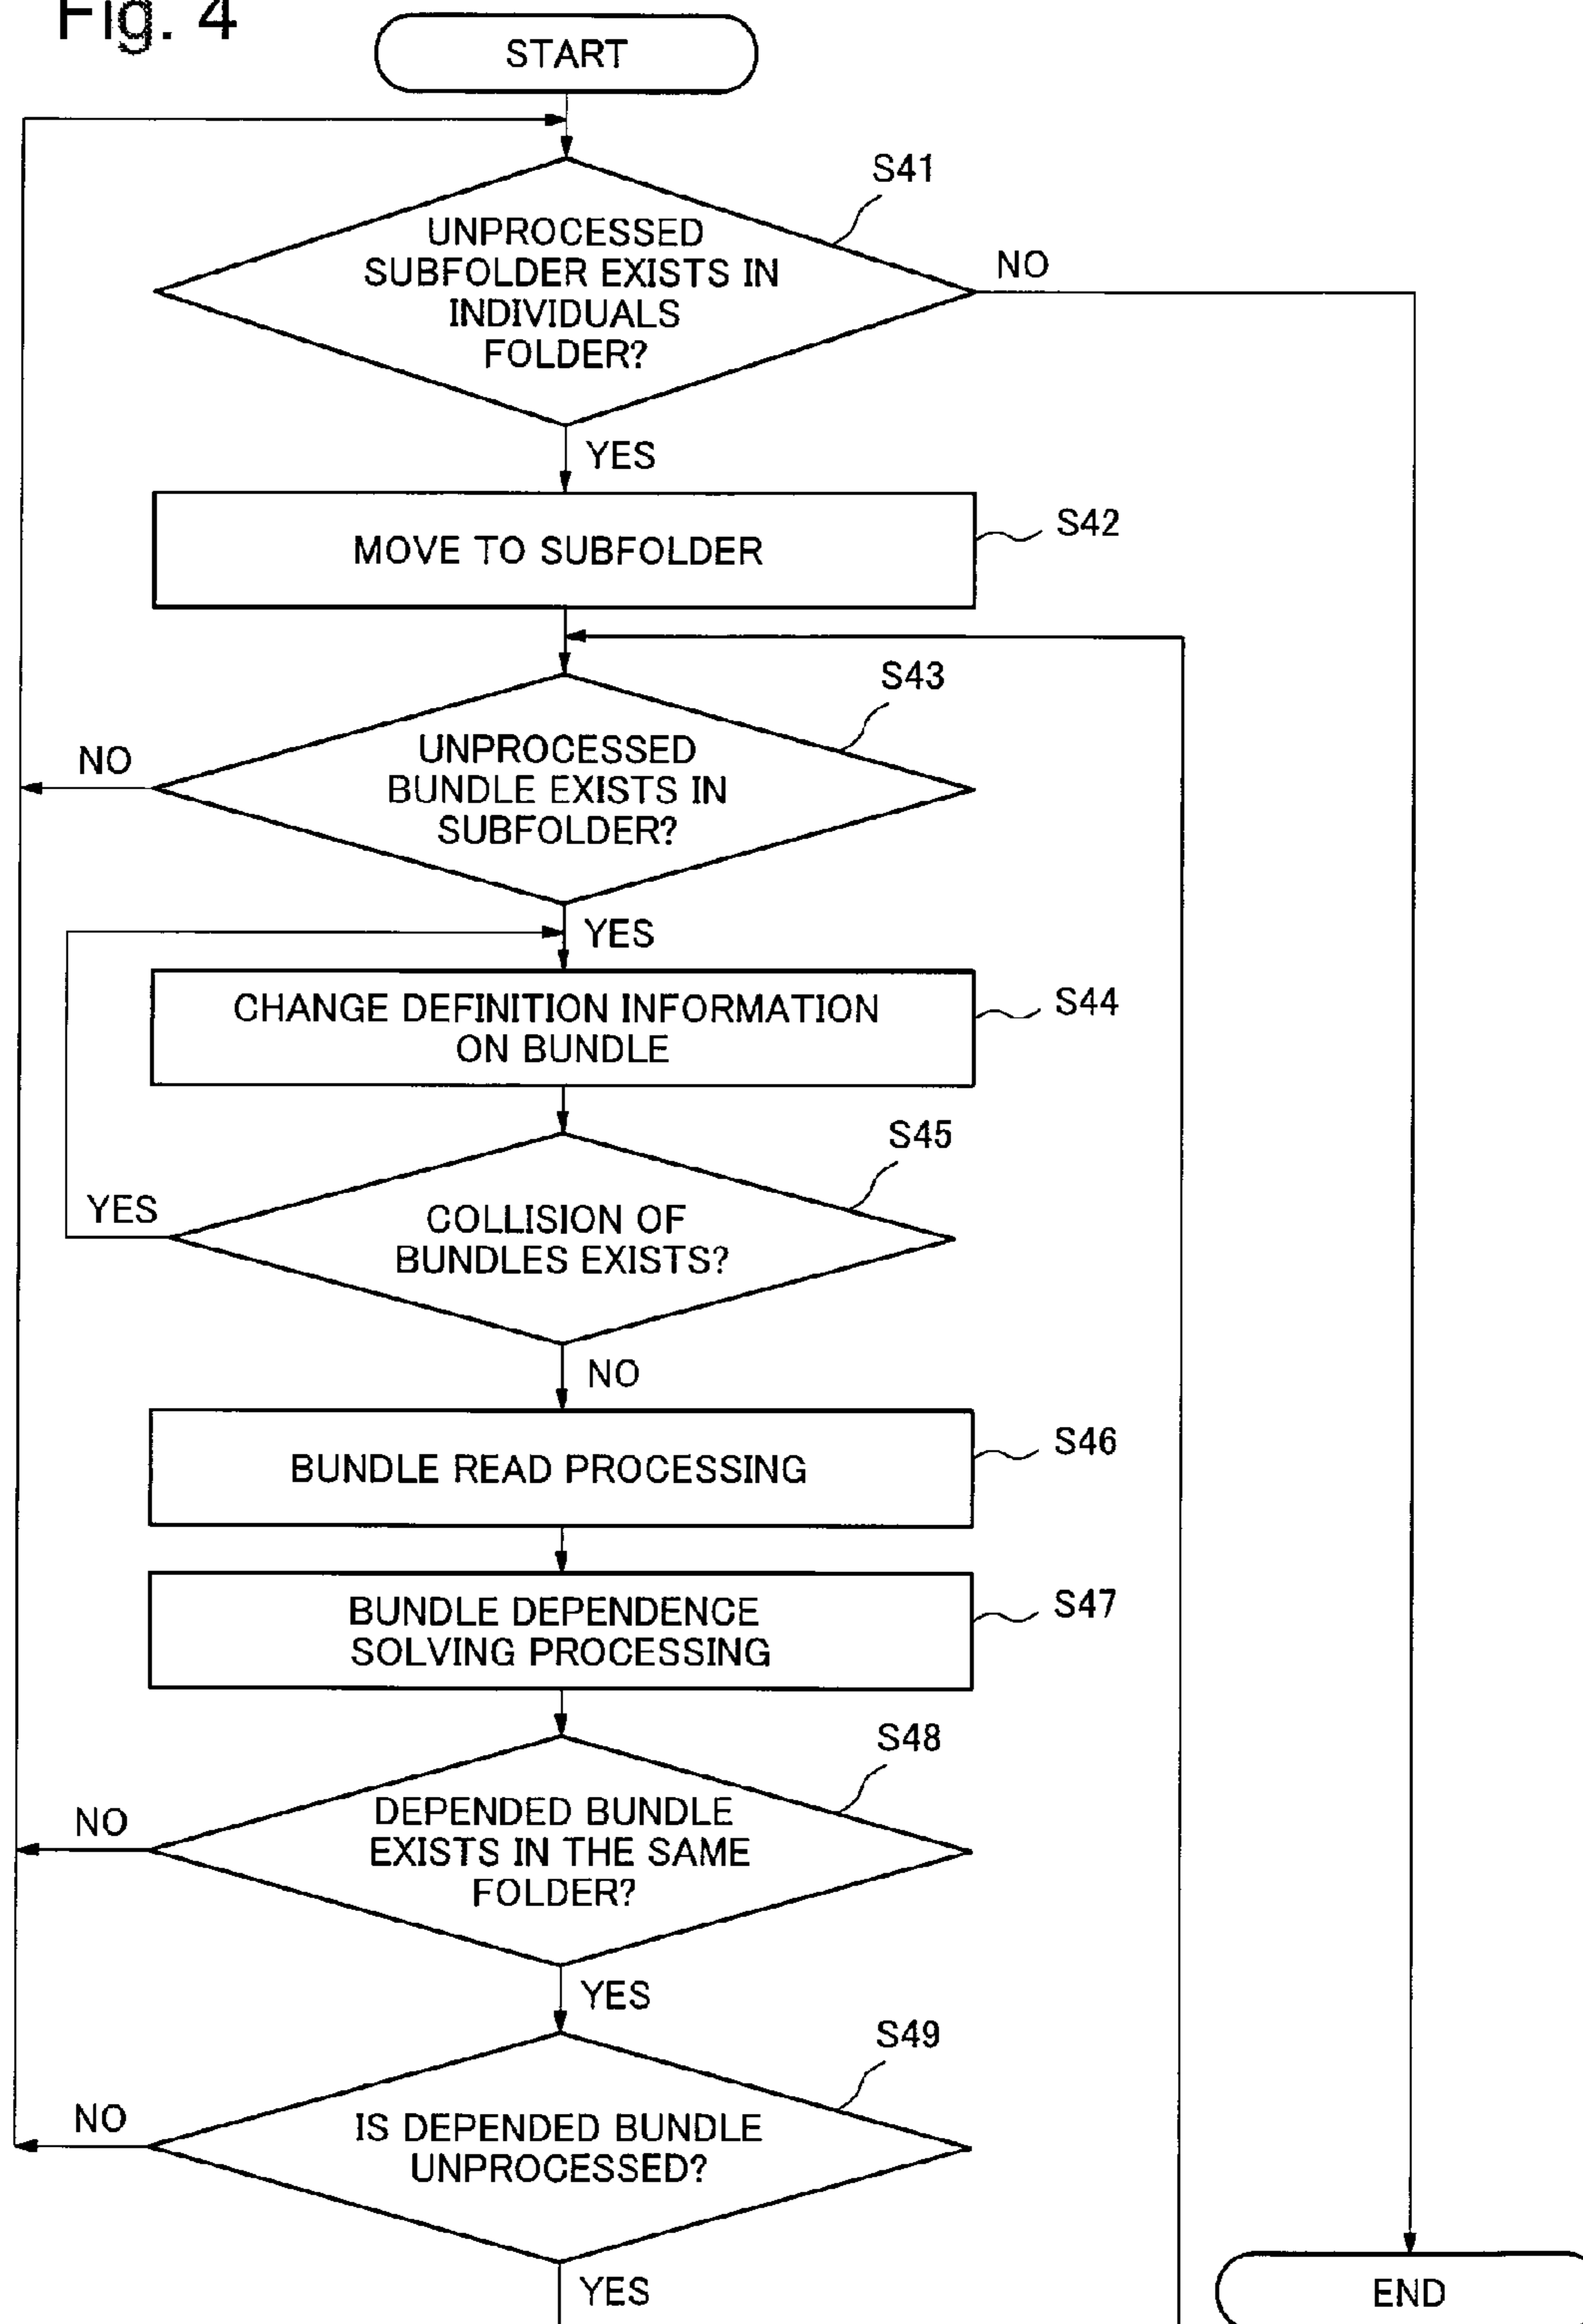 Fig. 4
START
S41
UNPROCESSED
SUBFOLDER EXISTS IN
INDIVIDUALS
FOLDER?
NO
YES
MOVE TO SUBFOLDER
S42
S43
UNPROCESSED
BUNDLE EXISTS IN
SUBFOLDER?
NO
YES
CHANGE DEFINITION INFORMATION
ON BUNDLE
S44
S45
COLLISION OF
BUNDLES EXISTS?
YES
NO
BUNDLE READ PROCESSING
S46
BUNDLE DEPENDENCE
SOLVING PROCESSING
S47
S48
DEPENDED BUNDLE
EXISTS IN THE SAME
FOLDER?
NO
YES
S49
IS DEPENDED BUNDLE
UNPROCESSED?
NO
YES
END